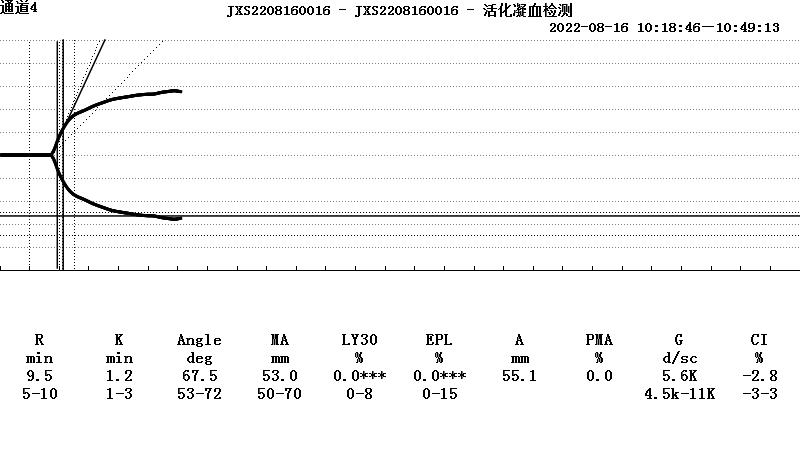 通道4
JXS2208160016 - JXS2208160016 - 活化凝血检测
2022-08-16 10:18:46—10:49:13
R K Angle MA LY30 EPL A PMA G CI
min min deg mm % % mm % d/sc %
9.5 1.2 67.5 53.0 0.0*** 0.0*** 55.1 0.0 5.6K -2.8
5-10 1-3 53-72 50-70 0-8 0-15 4.5k-11K -3-3